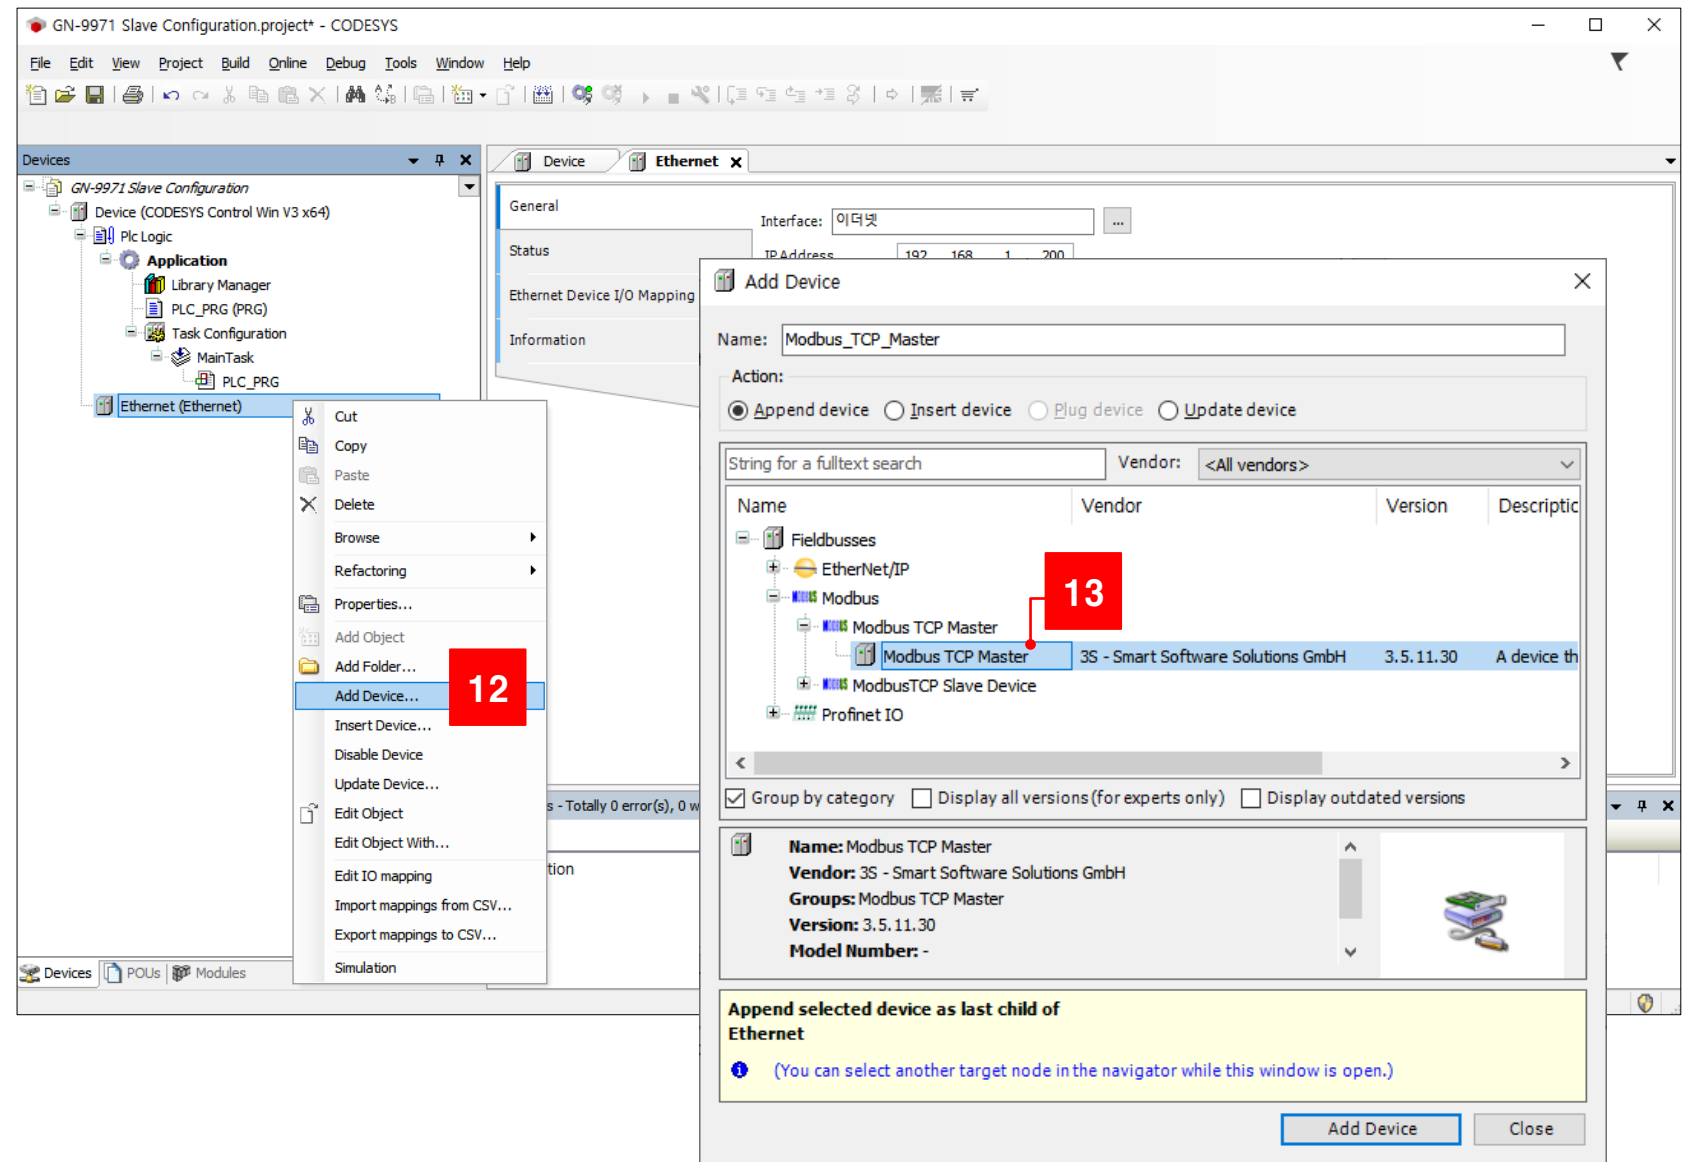 GN-9971 Slave Configuration.project* - CODESYS
File Edit View Project Build Online Debug Tools Window Help
Devices
GN-9971 Slave Configuration
Device (CODESYS Control Win V3 x64)
Plc Logic
Application
Library Manager
PLC_PRG (PRG)
Task Configuration
MainTask
PLC_PRG
Ethernet (Ethernet)
Cut
Copy
Paste
Delete
Browse
Refactoring
Properties...
Add Object
Add Folder...
Add Device...
12
Insert Device...
Disable Device
Update Device...
Edit Object
Edit Object With...
Edit IO mapping
Import mappings from CSV...
Export mappings to CSV...
Simulation
Devices POUs Modules
Device Ethernet
General
Status
Ethernet Device I/O Mapping
Information
Interface: 이더넷 ...
IP Address 192 . 168 . 1 . 200
s - Totally 0 error(s), 0 w
tion
Add Device
Name: Modbus_TCP_Master
Action:
Append device Insert device Plug device Update device
String for a fulltext search Vendor: <All vendors>
Name Vendor Version Descriptic
Fieldbusses
EtherNet/IP
MODBUS Modbus
13
MODBUS Modbus TCP Master
Modbus TCP Master 3S - Smart Software Solutions GmbH 3.5.11.30 A device th
MODBUS ModbusTCP Slave Device
Profinet IO
Group by category Display all versions (for experts only) Display outdated versions
Name: Modbus TCP Master
Vendor: 3S - Smart Software Solutions GmbH
Groups: Modbus TCP Master
Version: 3.5.11.30
Model Number: -
Append selected device as last child of
Ethernet
(You can select another target node in the navigator while this window is open.)
Add Device Close